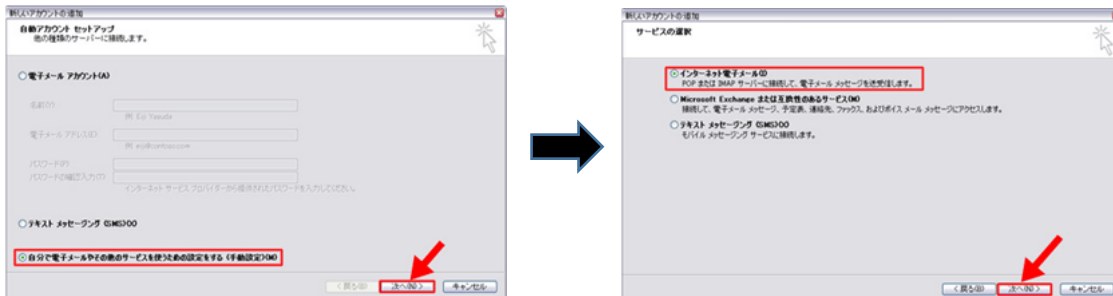 新しいアカウントの追加
自動アカウント セットアップ
他の種類のサーバーに接続します。
電子メール アカウント(A)
名前(Y):
例: Eiji Yasuda
電子メール アドレス(E):
例: eiji@contoso.com
パスワード(P):
パスワードの確認入力(T):
インターネット サービス プロバイダーから提供されたパスワードを入力してください。
テキスト メッセージング (SMS)(X)
自分で電子メールやその他のサービスを使うための設定をする (手動設定)(M)
< 戻る(B)
次へ(N) >
キャンセル
新しいアカウントの追加
サービスの選択
インターネット電子メール(I)
POP または IMAP サーバーに接続して、電子メール メッセージを送受信します。
Microsoft Exchange または互換性のあるサービス(M)
接続して、電子メール メッセージ、予定表、連絡先、ファックス、およびボイス メール メッセージにアクセスします。
テキスト メッセージング (SMS)(X)
モバイル メッセージング サービスに接続します。
< 戻る(B)
次へ(N) >
キャンセル